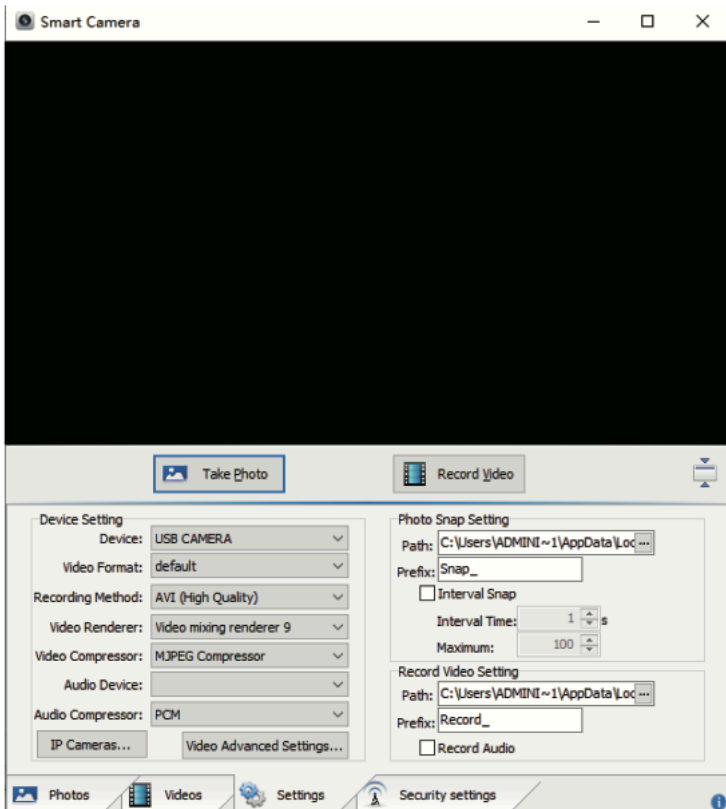 Smart Camera
Take Photo
Record Video
Device Setting
Device: USB CAMERA
Video Format: default
Recording Method: AVI (High Quality)
Video Renderer: Video mixing renderer 9
Video Compressor: MJPEG Compressor
Audio Device:
Audio Compressor: PCM
IP Cameras... Video Advanced Settings...
Photo Snap Setting
Path: C:\Users\ADMINI~1\AppData\Loc ...
Prefix: Snap_
Interval Snap
Interval Time: 1 s
Maximum: 100
Record Video Setting
Path: C:\Users\ADMINI~1\AppData\Loc ...
Prefix: Record_
Record Audio
Photos Videos Settings Security settings